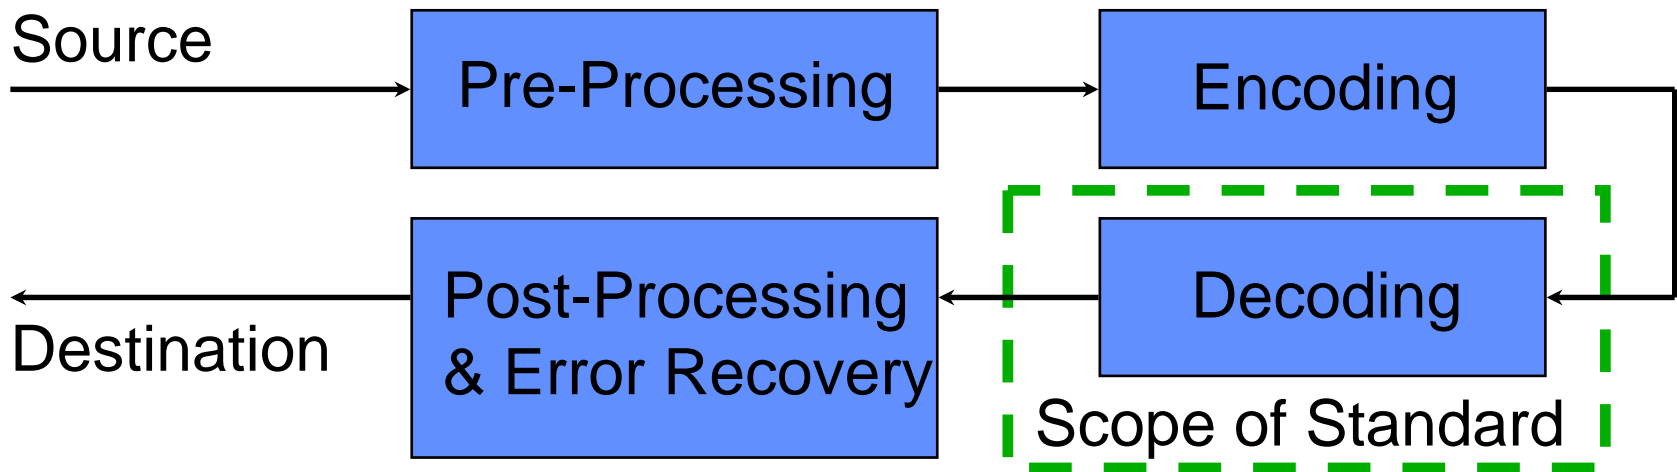 Source
Pre-Processing
Encoding
Post-Processing
& Error Recovery
Decoding
Destination
Scope of Standard